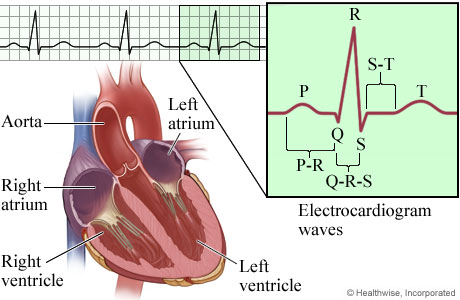 Aorta
Left
atrium
Right
atrium
Right
ventricle
Left
ventricle
R
S-T
P
T
Q
S
P-R
Q-R-S
Electrocardiogram
waves
© Healthwise, Incorporated